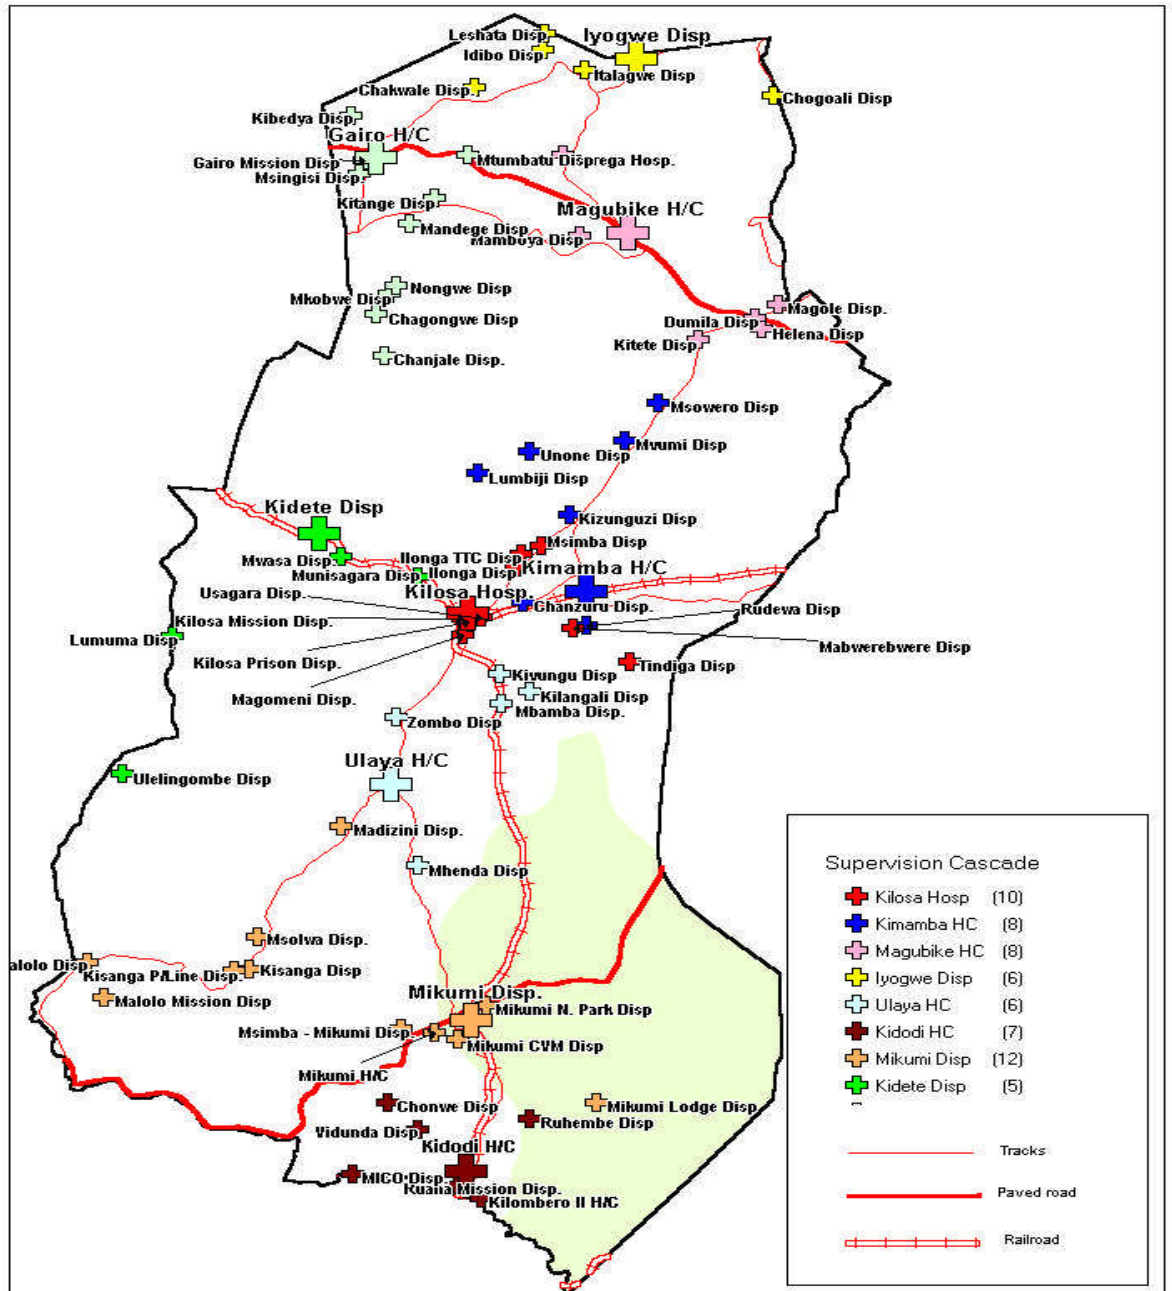 Leshata Disp
Iyogwe Disp
Idibo Disp
Italagwe Disp
Chakwale Disp.
Chogoali Disp
Kibedya Disp
Gairo H/C
Gairo Mission Disp
Mtumbatu Disp
rega Hosp.
Msingisi Disp.
Kitange Disp
Magubike H/C
Mandege Disp
Mamboya Disp
Nongwe Disp
Mkobwe Disp
Magole Disp.
Chagongwe Disp
Dumila Disp
Helena Disp
Kitete Disp
Chanjale Disp.
Msowero Disp
Mvumi Disp
Unone Disp
Lumbiji Disp
Kidete Disp
Kizunguzi Disp
Msimba Disp
Mwasa Disp.
Ilonga TTC Disp
Kimamba H/C
Munisagara Disp
Ilonga Disp
Usagara Disp.
Kilosa Hosp.
Chanzuru Disp.
Rudewa Disp
Kilosa Mission Disp.
Lumuma Disp
Mabwerebwere Disp
Kilosa Prison Disp.
Tindiga Disp
Magomeni Disp.
Kivungu Disp
Kilangali Disp
Mbamba Disp.
Zombo Disp
Ulaya H/C
Ulelingombe Disp
Madizini Disp.
Mhenda Disp
Msolwa Disp.
alolo Disp
Kisanga P/Line Disp.
Kisanga Disp
Malolo Mission Disp
Mikumi Disp.
Mikumi N. Park Disp
Msimba - Mikumi Disp
Mikumi CVM Disp
Mikumi H/C
Chonwe Disp
Mikumi Lodge Disp
Ruhembe Disp
Vidunda Disp
Kidodi H/C
MICO Disp.
Ruaha Mission Disp.
Kilombero II H/C
Supervision Cascade
Kilosa Hosp (10)
Kimamba HC (8)
Magubike HC (8)
Iyogwe Disp (6)
Ulaya HC (6)
Kidodi HC (7)
Mikumi Disp (12)
Kidete Disp (5)
Tracks
Paved road
Railroad